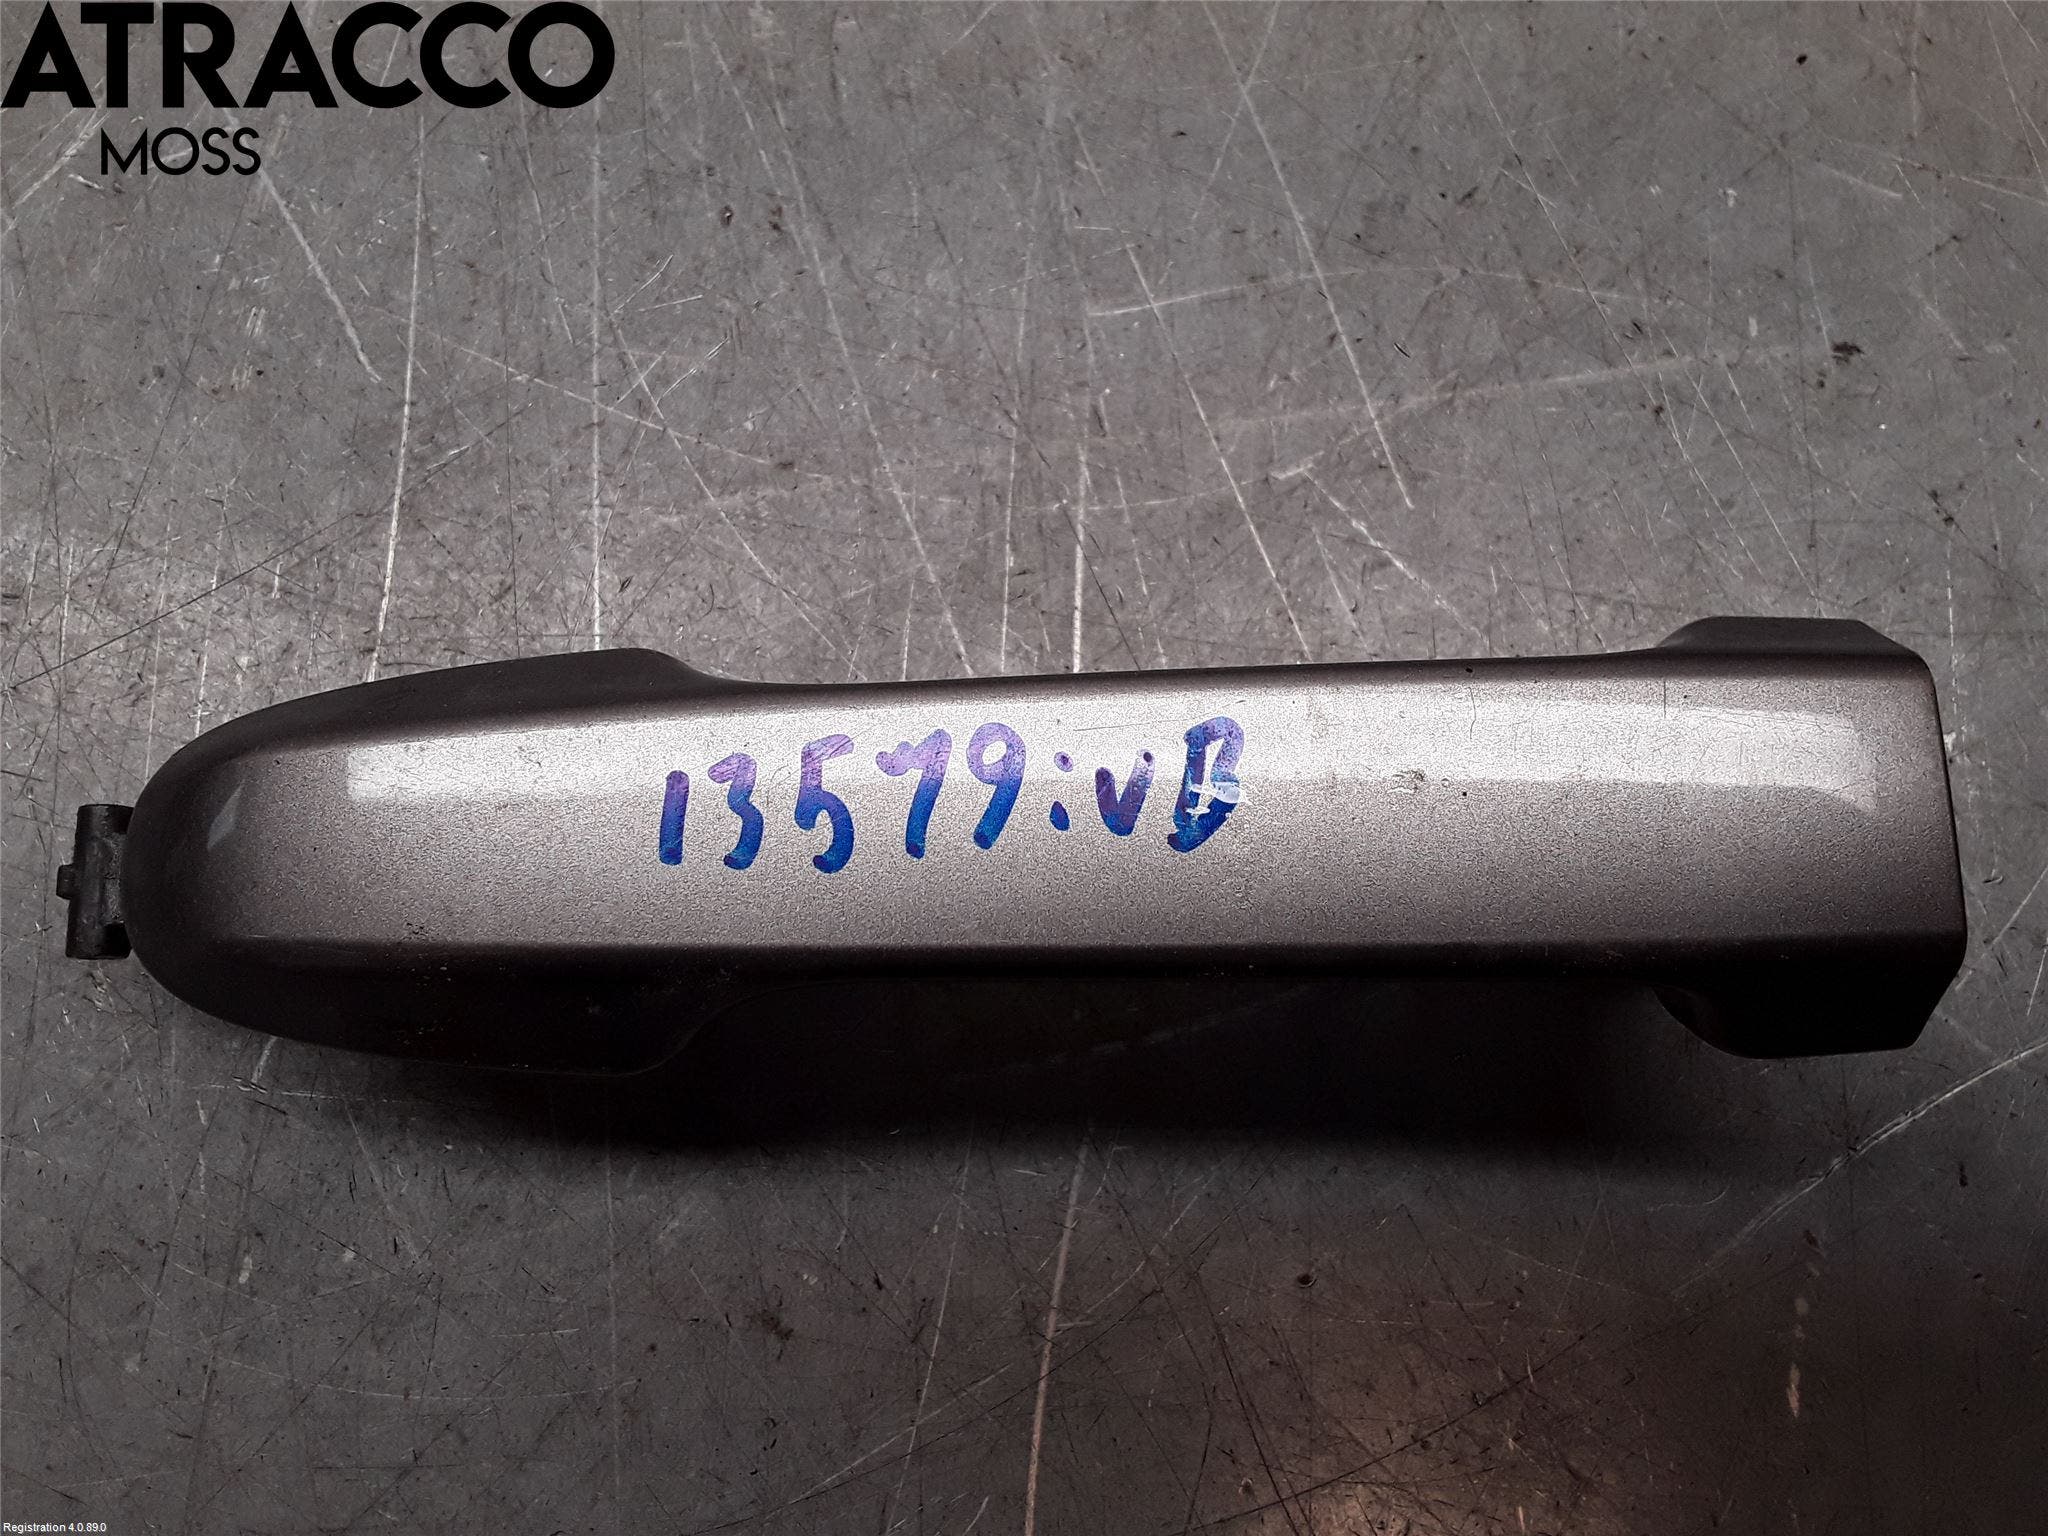 ATRACCO
MOSS
13579:vB
Registration 4.0.89.0